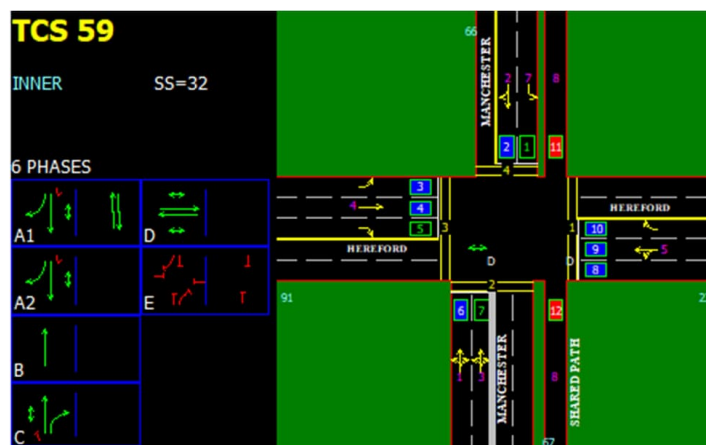 TCS 59
INNER SS=32
6 PHASES
A1
D
A2
E
B
C
66
MANCHESTER
2 7 8
2 1 11
4
3
4 4
5
3
HEREFORD
1
HEREFORD
10
9 5
8
D D
2
91
6 7 12
1 3 8
MANCHESTER
SHARED PATH
67
2